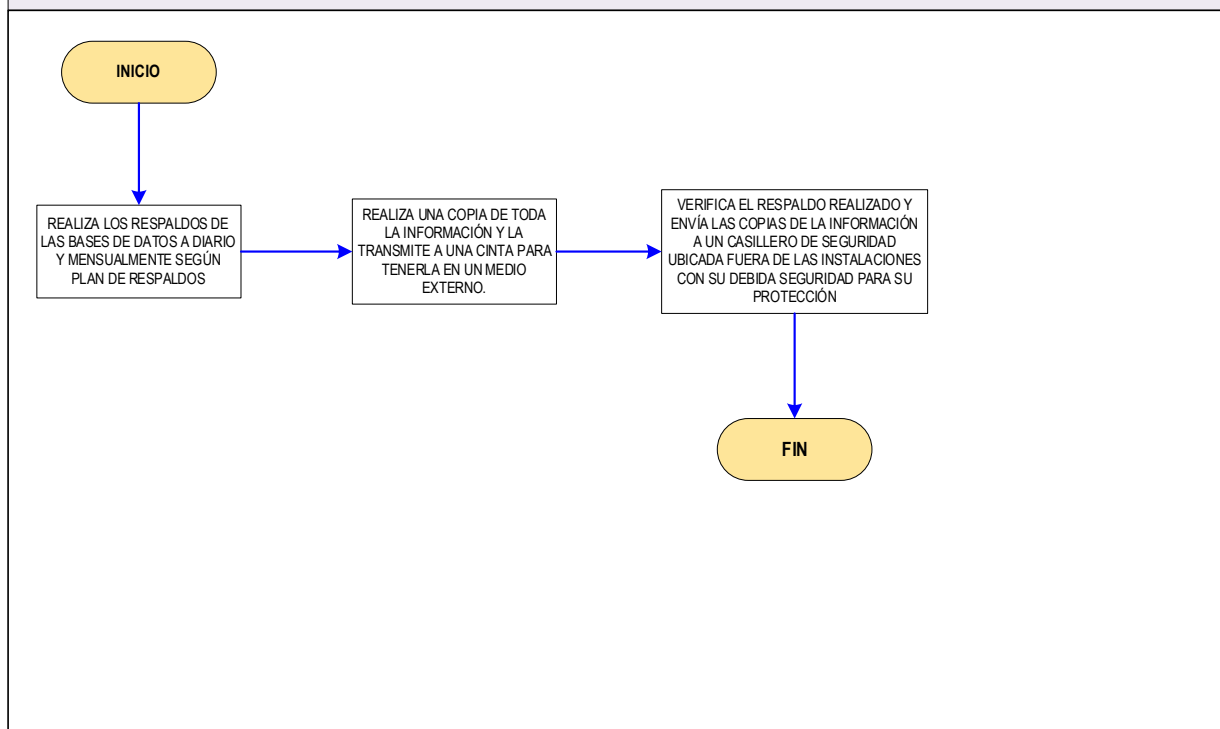 INICIO
REALIZA LOS RESPALDOS DE
LAS BASES DE DATOS A DIARIO
Y MENSUALMENTE SEGÚN
PLAN DE RESPALDOS
REALIZA UNA COPIA DE TODA
LA INFORMACIÓN Y LA
TRANSMITE A UNA CINTA PARA
TENERLA EN UN MEDIO
EXTERNO.
VERIFICA EL RESPALDO REALIZADO Y
ENVÍA LAS COPIAS DE LA INFORMACIÓN
A UN CASILLERO DE SEGURIDAD
UBICADA FUERA DE LAS INSTALACIONES
CON SU DEBIDA SEGURIDAD PARA SU
PROTECCIÓN
FIN